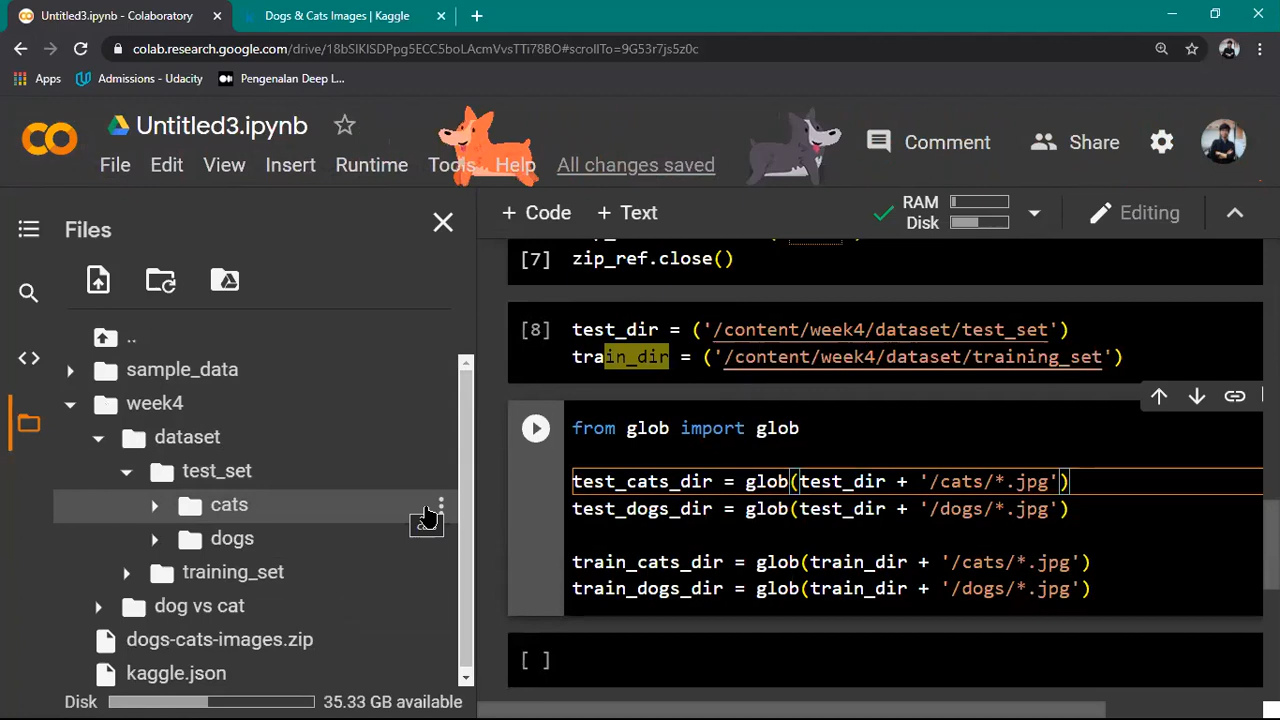 Untitled3.ipynb - Colaboratory
Dogs & Cats Images | Kaggle
colab.research.google.com/drive/18bSlKlSDPpg5ECC5boLAcmVvsTTi78BO#scrollTo=9G53r7js5z0c
Apps
Admissions - Udacity
Pengenalan Deep L...
Untitled3.ipynb
Comment
Share
File Edit View Insert Runtime Tools Help All changes saved
Files
+ Code + Text
RAM
Disk
Editing
..
sample_data
week4
dataset
test_set
cats
dogs
training_set
dog vs cat
dogs-cats-images.zip
kaggle.json
Disk
35.33 GB available
[7] zip_ref.close()
[8] test_dir = ('/content/week4/dataset/test_set')
train_dir = ('/content/week4/dataset/training_set')
from glob import glob
test_cats_dir = glob(test_dir + '/cats/*.jpg')
test_dogs_dir = glob(test_dir + '/dogs/*.jpg')
train_cats_dir = glob(train_dir + '/cats/*.jpg')
train_dogs_dir = glob(train_dir + '/dogs/*.jpg')
[ ]